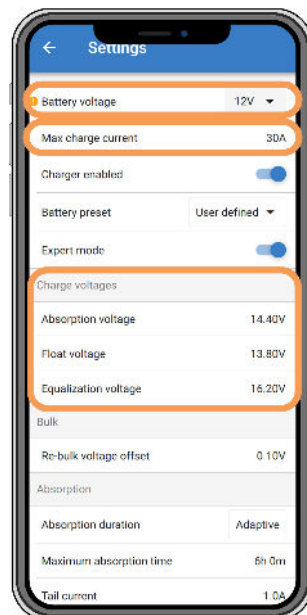 Settings
Battery voltage 12V
Max charge current 30A
Charger enabled
Battery preset User defined
Expert mode
Charge voltages
Absorption voltage 14.40V
Float voltage 13.80V
Equalization voltage 16.20V
Bulk
Re-bulk voltage offset 0.10V
Absorption
Absorption duration Adaptive
Maximum absorption time 6h 0m
Tail current 1.0A